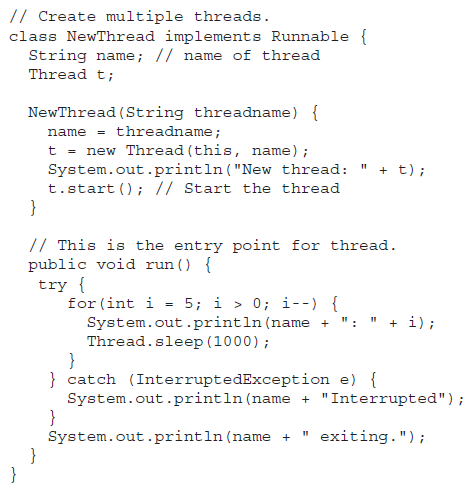 // Create multiple threads.
class NewThread implements Runnable {
  String name; // name of thread
  Thread t;

  NewThread(String threadname) {
    name = threadname;
    t = new Thread(this, name);
    System.out.println("New thread: " + t);
    t.start(); // Start the thread
  }

  // This is the entry point for thread.
  public void run() {
   try {
      for(int i = 5; i > 0; i--) {
        System.out.println(name + ": " + i);
        Thread.sleep(1000);
      }
    } catch (InterruptedException e) {
      System.out.println(name + "Interrupted");
    }
    System.out.println(name + " exiting.");
  }
}